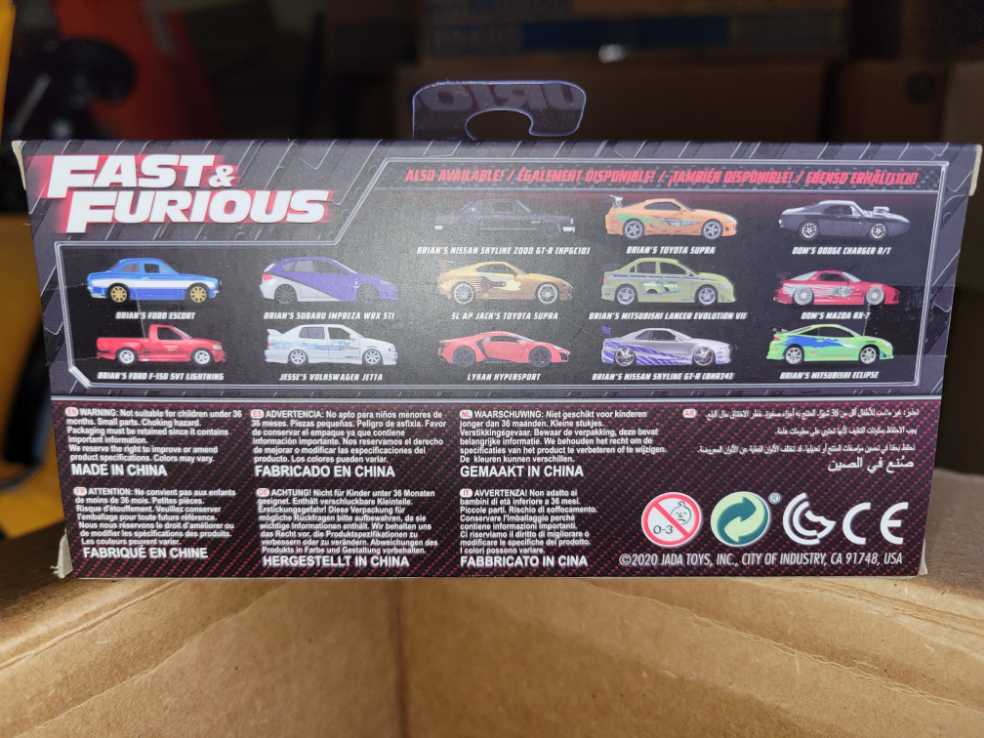 FAST &
FURIOUS
ALSO AVAILABLE! / ÉGALEMENT DISPONIBLE! / ¡TAMBIÉN DISPONIBLE! / EBENSO ERHÄLTLICH!
BRIAN'S NISSAN SKYLINE 2000 GT-R (KPGC10)
BRIAN'S TOYOTA SUPRA
DOM'S DODGE CHARGER R/T
BRIAN'S FORD ESCORT
BRIAN'S SUBARU IMPREZA WRX STI
SLAP JACK'S TOYOTA SUPRA
BRIAN'S MITSUBISHI LANCER EVOLUTION VII
DOM'S MAZDA RX-7
BRIAN'S FORD F-150 SVT LIGHTNING
JESSE'S VOLKSWAGEN JETTA
LYKAN HYPERSPORT
BRIAN'S NISSAN SKYLINE GT-R (BNR34)
BRIAN'S MITSUBISHI ECLIPSE
EN WARNING: Not suitable for children under 36
months. Small parts. Choking hazard.
Packaging must be retained since it contains
important information.
We reserve the right to improve or amend
product specifications. Colors may vary.
MADE IN CHINA
ES ADVERTENCIA: No apto para niños menores de
36 meses. Piezas pequeñas. Peligro de asfixia. Favor
de conservar el empaque ya que contiene
información importante. Nos reservamos el derecho
de mejorar o modificar las especificaciones del
producto. Los colores pueden variar.
FABRICADO EN CHINA
NL WAARSCHUWING: Niet geschikt voor kinderen
jonger dan 36 maanden. Kleine stukjes.
Verstikkingsgevaar. Bewaar de verpakking, deze bevat
belangrijke informatie. We behouden het recht om de
specificaties van het product te verbeteren of te wijzigen.
De kleuren kunnen verschillen.
GEMAAKT IN CHINA
صنع في الصين
FR ATTENTION: Ne convient pas aux enfants
de moins de 36 mois. Petites pièces.
Risque d'étouffement. Veuillez conserver
l'emballage pour toute future référence.
Nous nous réservons le droit d'améliorer ou
de modifier les spécifications des produits.
Les couleurs peuvent varier.
FABRIQUÉ EN CHINE
DE ACHTUNG! Nicht für Kinder unter 36 Monaten
geeignet. Enthält verschluckbare Kleinteile.
Erstickungsgefahr! Diese Verpackung für
mögliche Rückfragen bitte aufbewahren, da sie
wichtige Informationen enthält. Wir behalten uns
das Recht vor, die Produktspezifikationen zu
verbessern oder zu verändern. Abweichungen des
Produkts in Farbe und Gestaltung vorbehalten.
HERGESTELLT IN CHINA
IT AVVERTENZA! Non adatto ai
bambini di età inferiore a 36 mesi.
Piccole parti. Rischio di soffocamento.
Conservare l'imballaggio perché
contiene informazioni importanti.
Ci riserviamo il diritto di migliorare o
modificare le specifiche del prodotto.
I colori possono variare.
FABBRICATO IN CINA
0-3
®
CE
©2020 JADA TOYS, INC., CITY OF INDUSTRY, CA 91748, USA